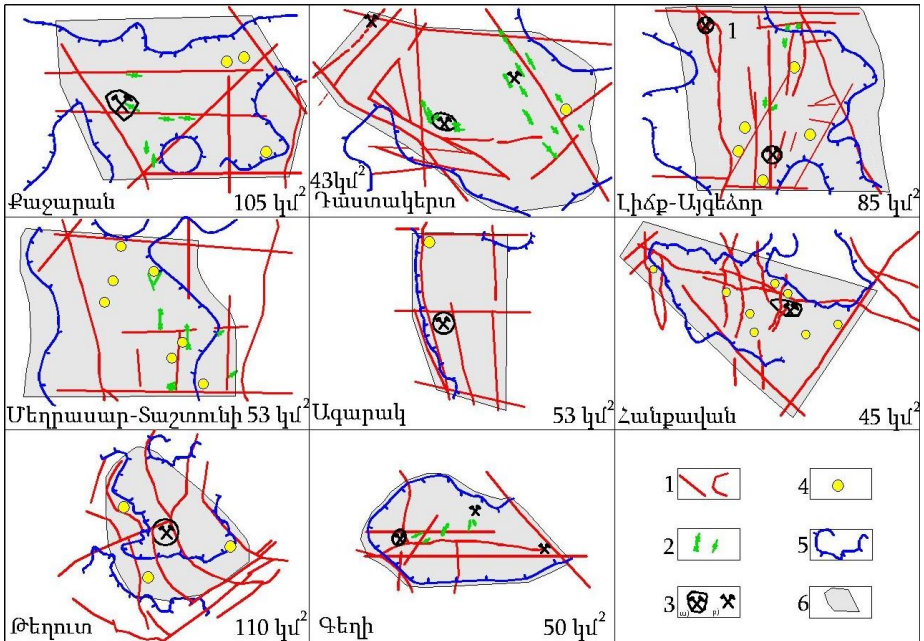 Քաջարան 105 կմ²
43կմ²
Դաստակերտ
1
Լիճք-Այգեձոր 85 կմ²
Մեղրասար-Տաշտունի 53 կմ²
Ագարակ 53 կմ²
Հանքավան 45 կմ²
Թեղուտ 110 կմ²
Գեղի 50 կմ²
1 4
2 5
3 ա) բ) 6